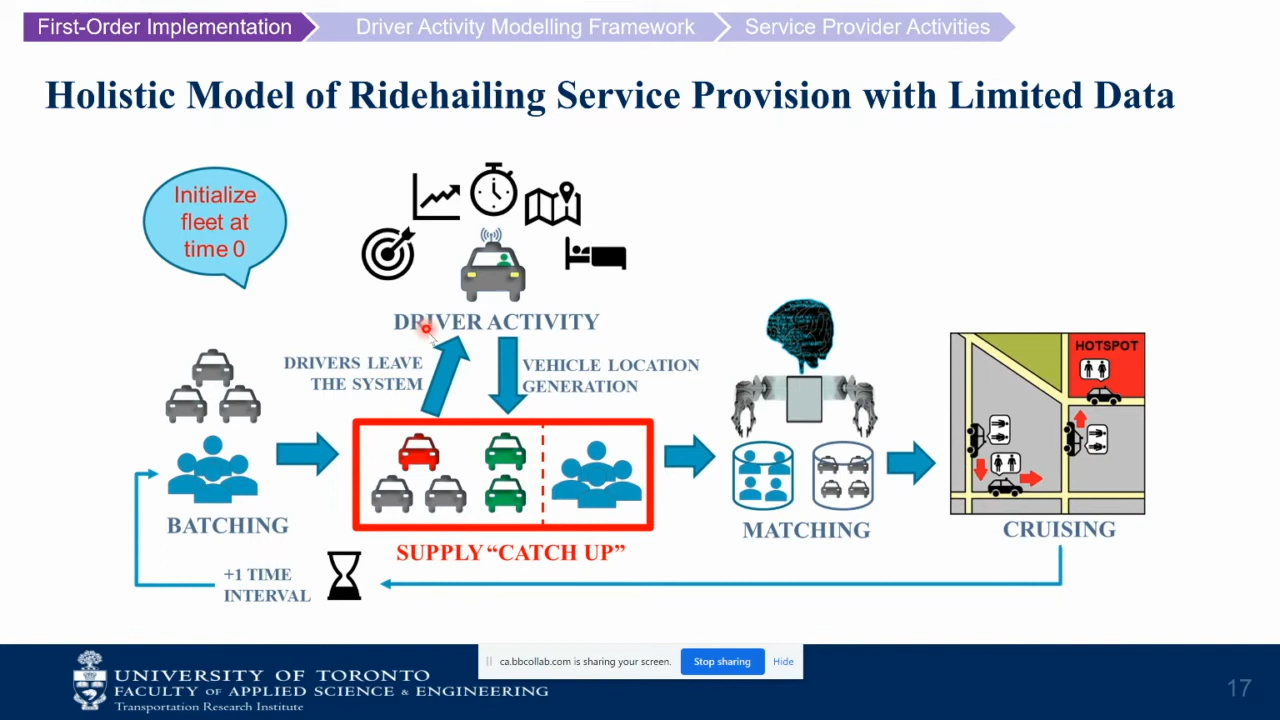 First-Order Implementation
Driver Activity Modelling Framework
Service Provider Activities
Holistic Model of Ridehailing Service Provision with Limited Data
Initialize
fleet at
time 0
DRIVER ACTIVITY
DRIVERS LEAVE
THE SYSTEM
VEHICLE LOCATION
GENERATION
HOTSPOT
BATCHING
SUPPLY “CATCH UP”
MATCHING
CRUISING
+1 TIME
INTERVAL
ca.bbcollab.com is sharing your screen.
Stop sharing
Hide
UNIVERSITY OF TORONTO
FACULTY OF APPLIED SCIENCE & ENGINEERING
Transportation Research Institute
17